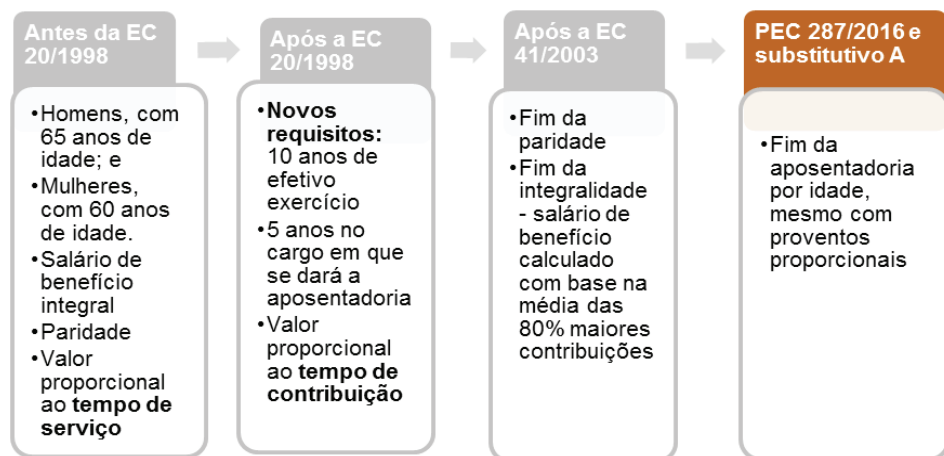 Antes da EC
20/1998
•Homens, com
65 anos de
idade; e
•Mulheres,
com 60 anos
de idade.
•Salário de
benefício
integral
•Paridade
•Valor
proporcional
ao tempo de
serviço
Após a EC
20/1998
•Novos
requisitos:
10 anos de
efetivo
exercício
•5 anos no
cargo em que
se dará a
aposentadoria
•Valor
proporcional
ao tempo de
contribuição
Após a EC
41/2003
•Fim da
paridade
•Fim da
integralidade
- salário de
benefício
calculado
com base na
média das
80% maiores
contribuições
PEC 287/2016 e
substitutivo A
•Fim da
aposentadoria
por idade,
mesmo com
proventos
proporcionais